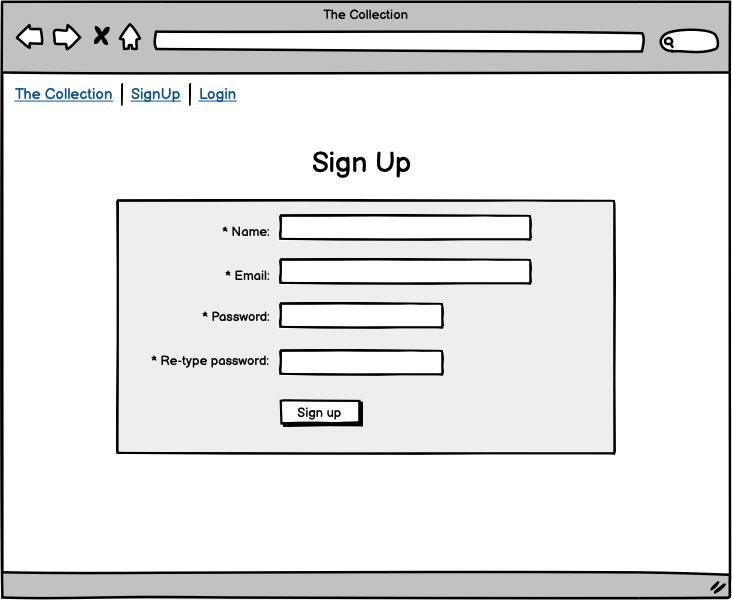 The Collection
The Collection | SignUp | Login
Sign Up
* Name:
* Email:
* Password:
* Re-type password:
Sign up